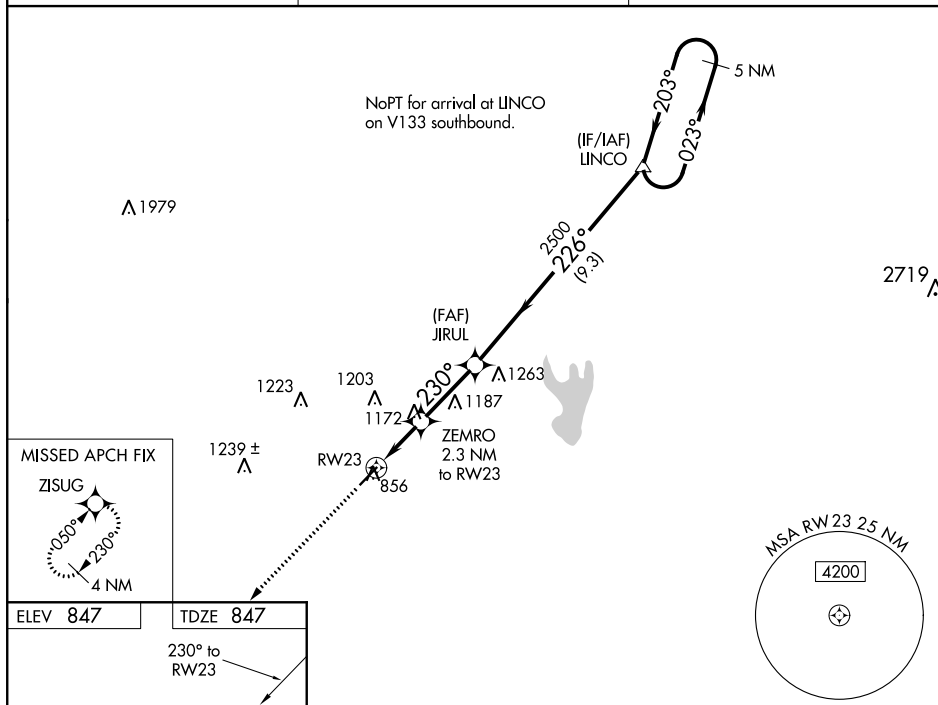 NoPT for arrival at LINCO
on V133 southbound.
5 NM
203°
023°
(IF/IAF)
LINCO
1979
2500
226°
(9.3)
2719
(FAF)
JIRUL
230°
1263
1223
1203
1187
1172
ZEMRO
2.3 NM
to RW23
1239 ±
RW23
856
MISSED APCH FIX
ZISUG
050°
230°
4 NM
MSA RW 23 25 NM
4200
ELEV 847
TDZE 847
230° to
RW23